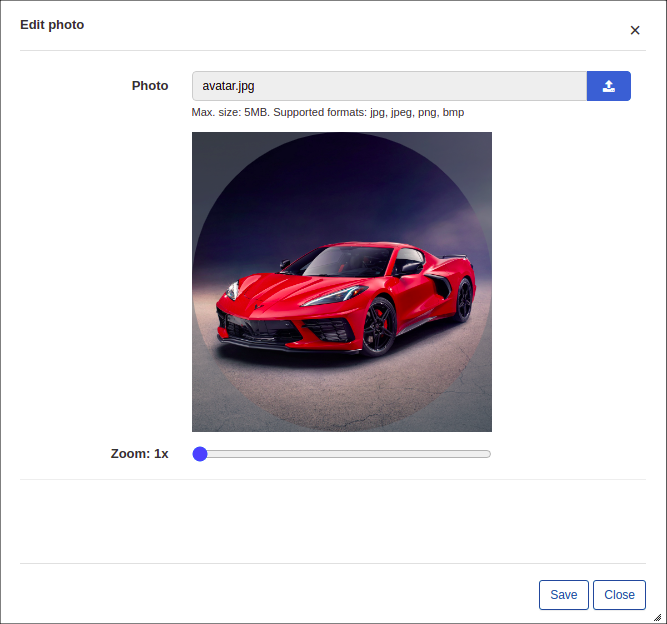 Edit photo
×
Photo
avatar.jpg
Max. size: 5MB. Supported formats: jpg, jpeg, png, bmp
Zoom: 1x
Save
Close